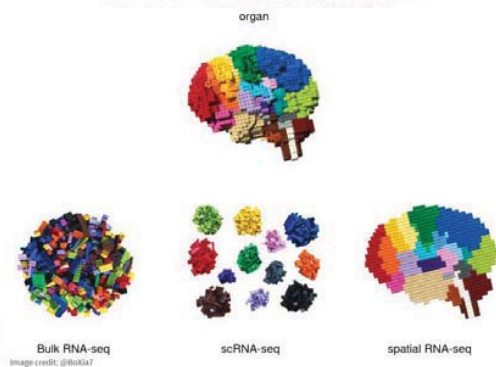 organ
Bulk RNA-seq
scRNA-seq
spatial RNA-seq
Image credit: @BoXia7